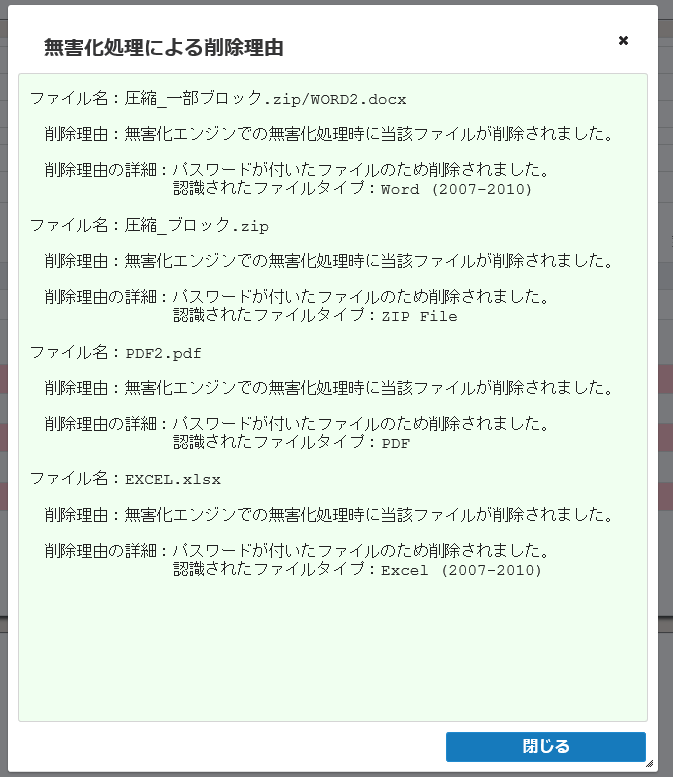 無害化処理による削除理由
✖
ファイル名：圧縮_一部ブロック.zip/WORD2.docx
削除理由：無害化エンジンでの無害化処理時に当該ファイルが削除されました。
削除理由の詳細：パスワードが付いたファイルのため削除されました。
認識されたファイルタイプ：Word (2007-2010)
ファイル名：圧縮_ブロック.zip
削除理由：無害化エンジンでの無害化処理時に当該ファイルが削除されました。
削除理由の詳細：パスワードが付いたファイルのため削除されました。
認識されたファイルタイプ：ZIP File
ファイル名：PDF2.pdf
削除理由：無害化エンジンでの無害化処理時に当該ファイルが削除されました。
削除理由の詳細：パスワードが付いたファイルのため削除されました。
認識されたファイルタイプ：PDF
ファイル名：EXCEL.xlsx
削除理由：無害化エンジンでの無害化処理時に当該ファイルが削除されました。
削除理由の詳細：パスワードが付いたファイルのため削除されました。
認識されたファイルタイプ：Excel (2007-2010)
閉じる